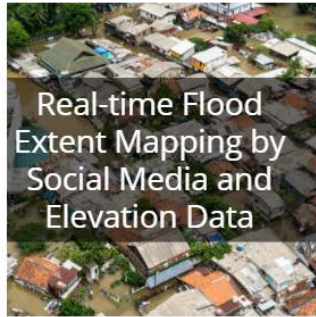 Real-time Flood
Extent Mapping by
Social Media and
Elevation Data